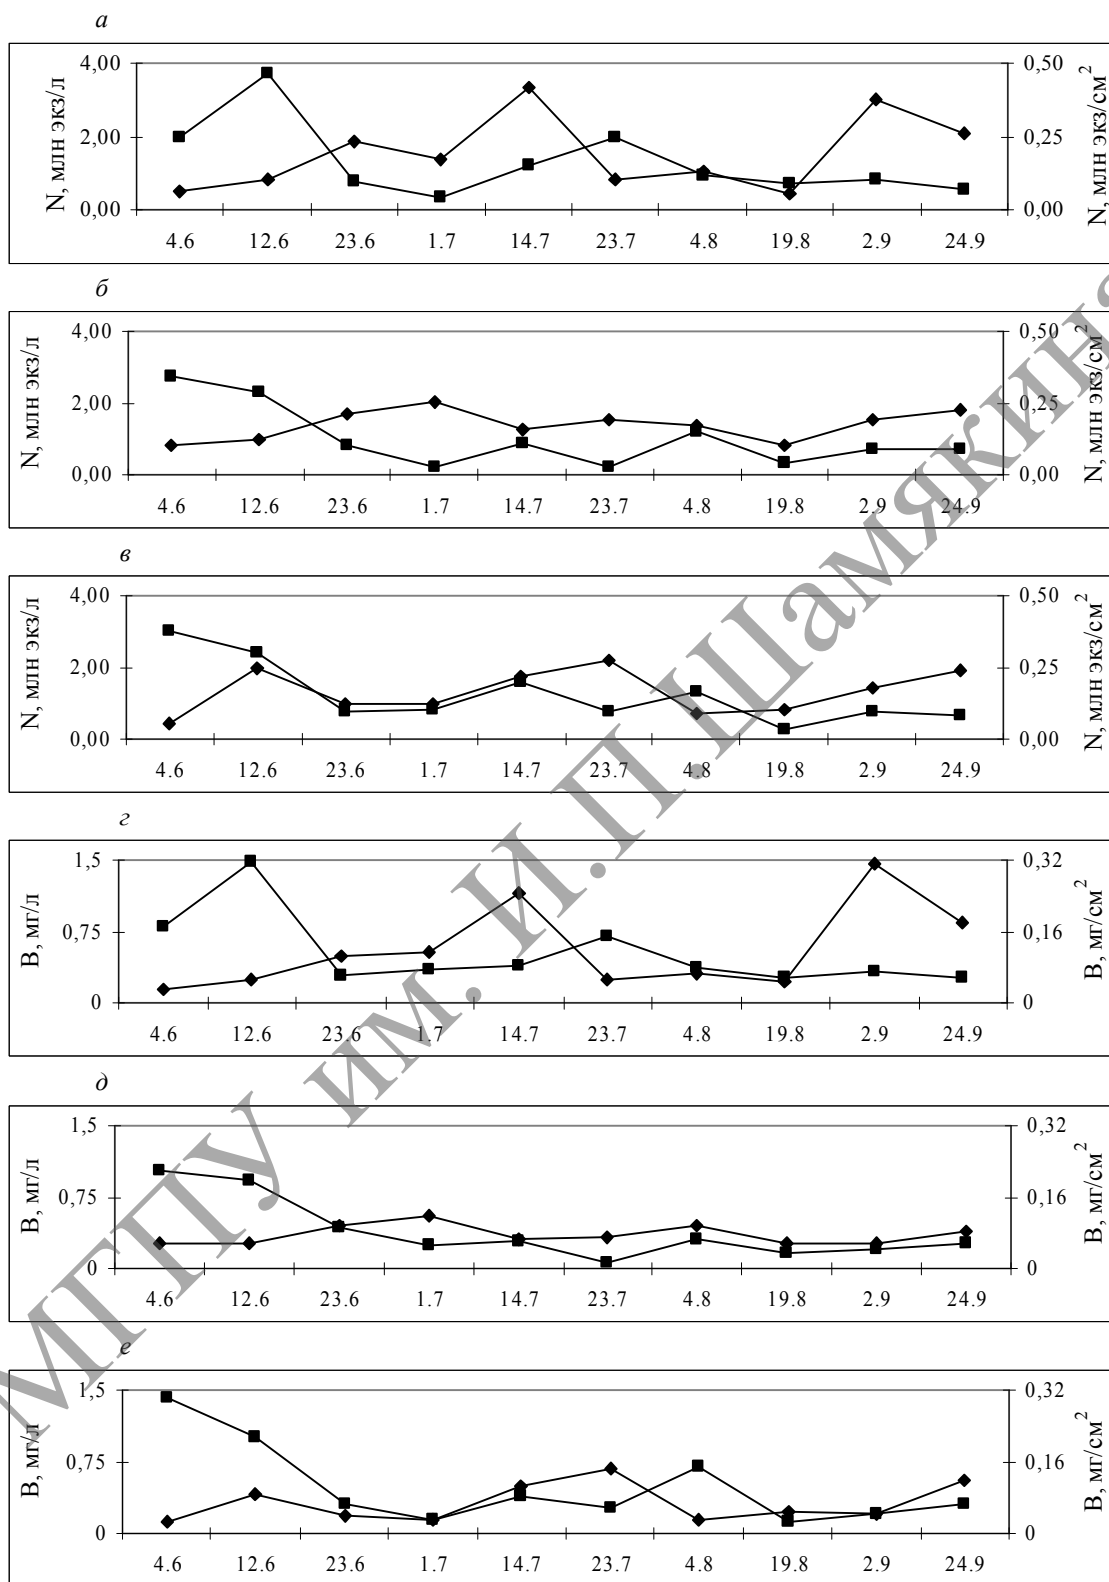 а
4,00 0,50
2,00 0,25
0,00 0,00
N, млн экз/л
N, млн экз/см²
4.6 12.6 23.6 1.7 14.7 23.7 4.8 19.8 2.9 24.9
б
4,00 0,50
2,00 0,25
0,00 0,00
N, млн экз/л
N, млн экз/см²
4.6 12.6 23.6 1.7 14.7 23.7 4.8 19.8 2.9 24.9
в
4,00 0,50
2,00 0,25
0,00 0,00
N, млн экз/л
N, млн экз/см²
4.6 12.6 23.6 1.7 14.7 23.7 4.8 19.8 2.9 24.9
г
1,5 0,32
0,75 0,16
0 0
В, мг/л
В, мг/см²
4.6 12.6 23.6 1.7 14.7 23.7 4.8 19.8 2.9 24.9
д
1,5 0,32
0,75 0,16
0 0
В, мг/л
В, мг/см²
4.6 12.6 23.6 1.7 14.7 23.7 4.8 19.8 2.9 24.9
е
1,5 0,32
0,75 0,16
0 0
В, мг/л
В, мг/см²
4.6 12.6 23.6 1.7 14.7 23.7 4.8 19.8 2.9 24.9
МГПУ им. И.П.Шамякина